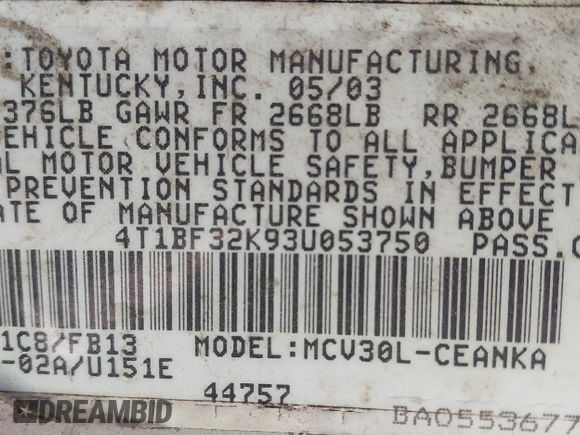 :TOYOTA MOTOR MANUFACTURING,
KENTUCKY,INC. 05/03
376LB GAWR FR 2668LB RR 2668L
EHICLE CONFORMS TO ALL APPLICA
L MOTOR VEHICLE SAFETY,BUMPER
PREVENTION STANDARDS IN EFFECT
ATE OF MANUFACTURE SHOWN ABOVE
4T1BF32K93U053750 PASS.C
1C8/FB13 MODEL:MCV30L-CEANKA
-02A/U151E
44757
BA0553677
DREAMBID